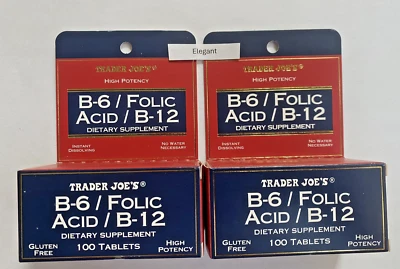 Elegant
TRADER JOE'S®
HIGH POTENCY
B-6 / FOLIC
ACID / B-12
DIETARY SUPPLEMENT
INSTANT
DISSOLVING
NO WATER
NECESSARY
TRADER JOE'S®
B-6 / FOLIC
ACID / B-12
DIETARY SUPPLEMENT
GLUTEN
FREE
100 TABLETS
HIGH
POTENCY
TRADER JOE'S®
HIGH POTENCY
B-6 / FOLIC
ACID / B-12
DIETARY SUPPLEMENT
INSTANT
DISSOLVING
NO WATER
NECESSARY
TRADER JOE'S®
B-6 / FOLIC
ACID / B-12
DIETARY SUPPLEMENT
GLUTEN
FREE
100 TABLETS
HIGH
POTENCY